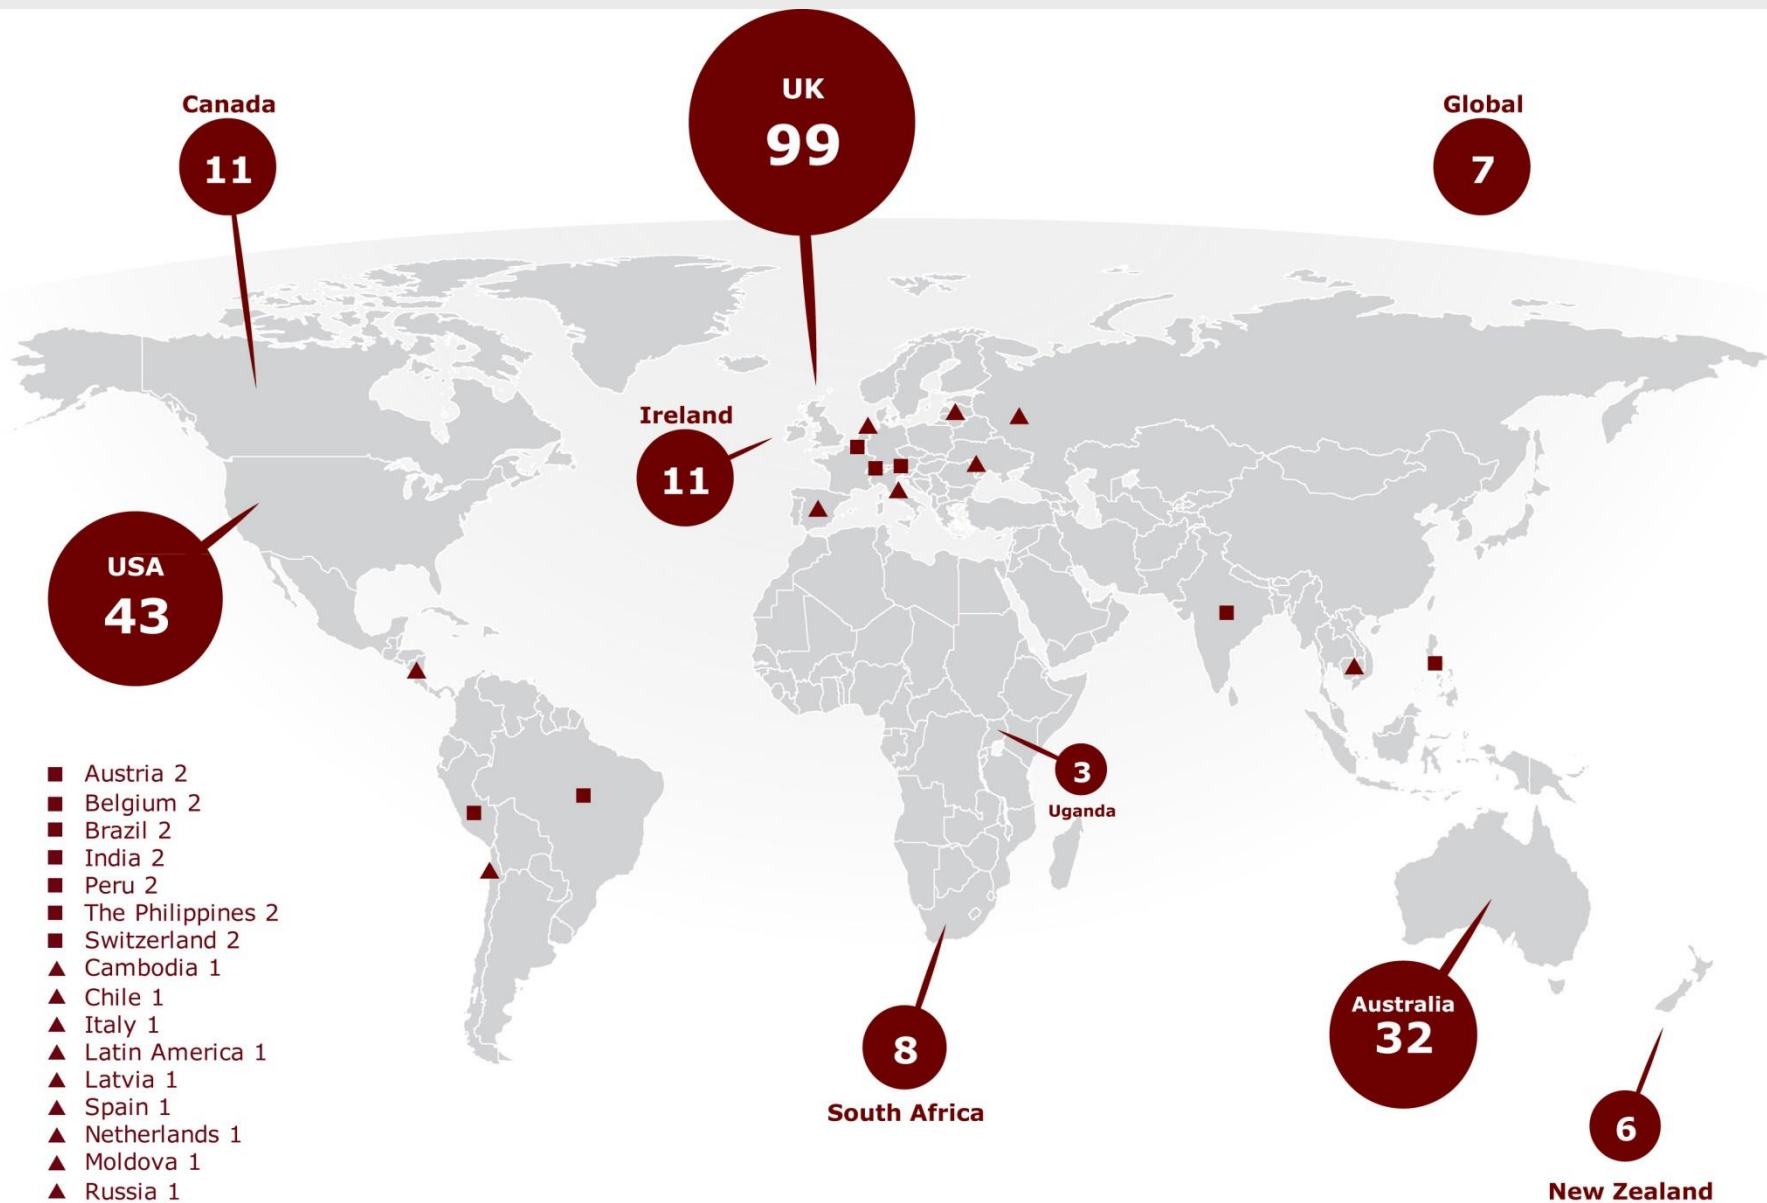 Canada
11
UK
99
Global
7
Ireland
11
USA
43
3
Uganda
Austria 2
Belgium 2
Brazil 2
India 2
Peru 2
The Philippines 2
Switzerland 2
Cambodia 1
Chile 1
Italy 1
Latin America 1
Latvia 1
Spain 1
Netherlands 1
Moldova 1
Russia 1
8
South Africa
Australia
32
6
New Zealand